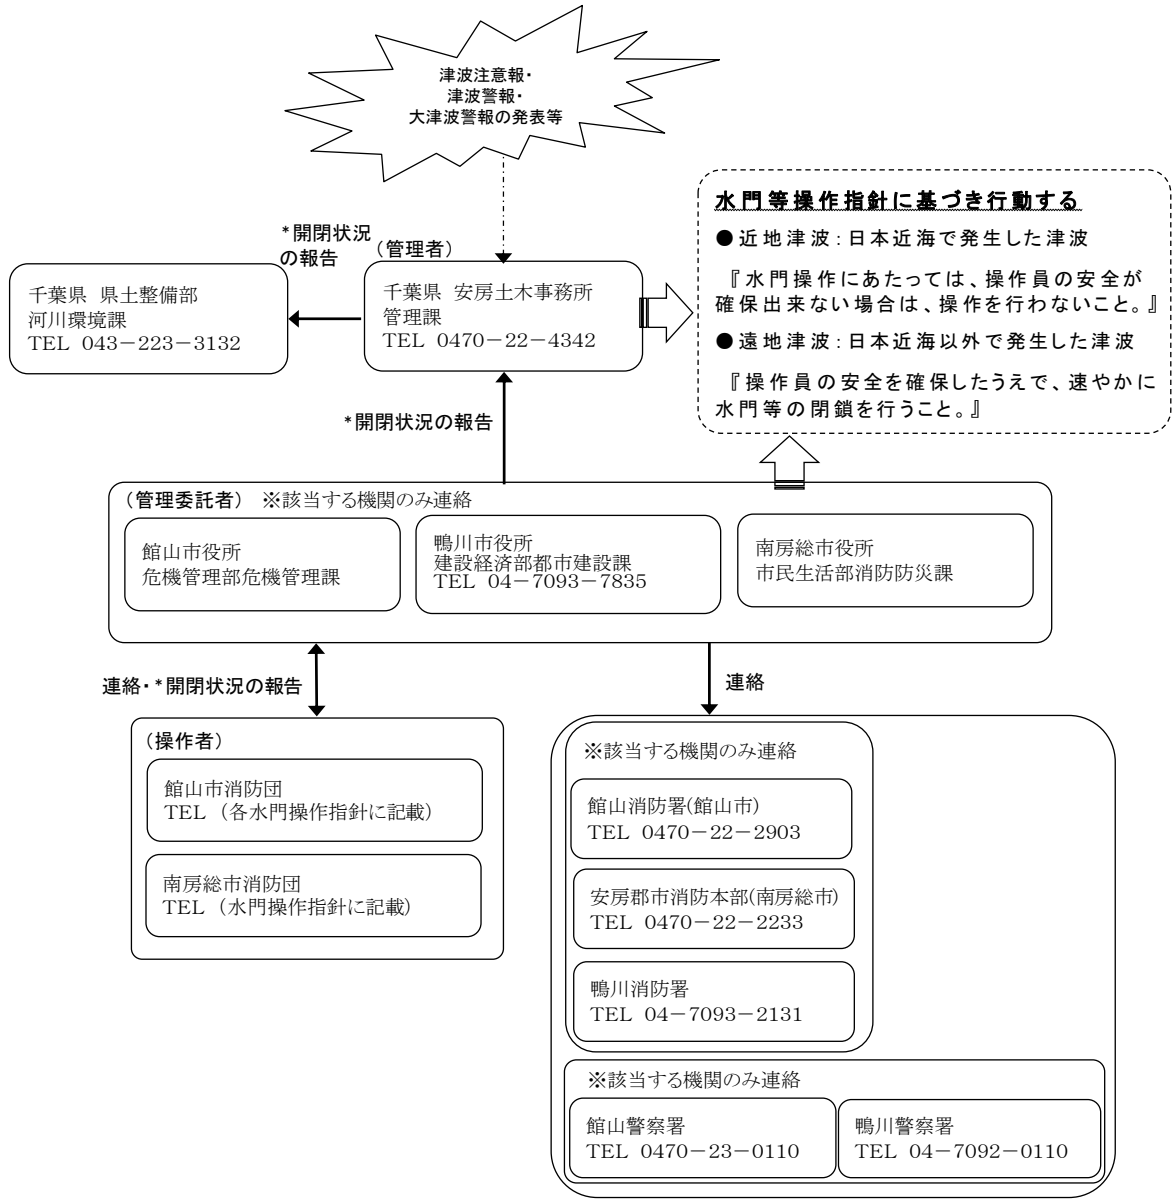 津波注意報・
津波警報・
大津波警報の発表等
水門等操作指針に基づき行動する
●近地津波：日本近海で発生した津波
『水門操作にあたっては、操作員の安全が
確保出来ない場合は、操作を行わないこと。』
●遠地津波：日本近海以外で発生した津波
『操作員の安全を確保したうえで、速やかに
水門等の閉鎖を行うこと。』
*開閉状況
の報告
（管理者）
千葉県 県土整備部
河川環境課
TEL 043－223－3132
千葉県 安房土木事務所
管理課
TEL 0470－22－4342
*開閉状況の報告
（管理委託者） ※該当する機関のみ連絡
館山市役所
危機管理部危機管理課
鴨川市役所
建設経済部都市建設課
TEL 04－7093－7835
南房総市役所
市民生活部消防防災課
連絡・*開閉状況の報告
連絡
（操作者）
館山市消防団
TEL （各水門操作指針に記載）
南房総市消防団
TEL （水門操作指針に記載）
※該当する機関のみ連絡
館山消防署(館山市)
TEL 0470－22－2903
安房郡市消防本部(南房総市)
TEL 0470－22－2233
鴨川消防署
TEL 04－7093－2131
※該当する機関のみ連絡
館山警察署
TEL 0470－23－0110
鴨川警察署
TEL 04－7092－0110